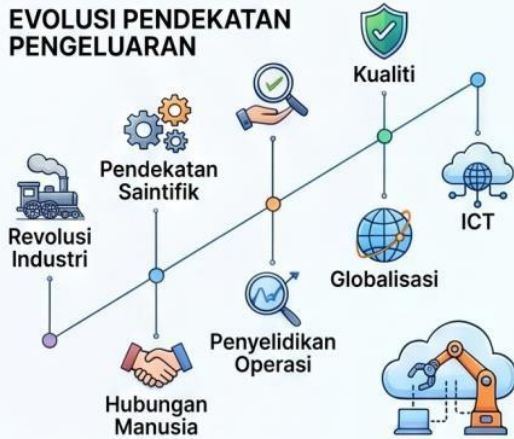 EVOLUSI PENDEKATAN
PENGELUARAN
Kualiti
Pendekatan
Saintifik
Revolusi
Industri
ICT
Globalisasi
Penyelidikan
Operasi
Hubungan
Manusia